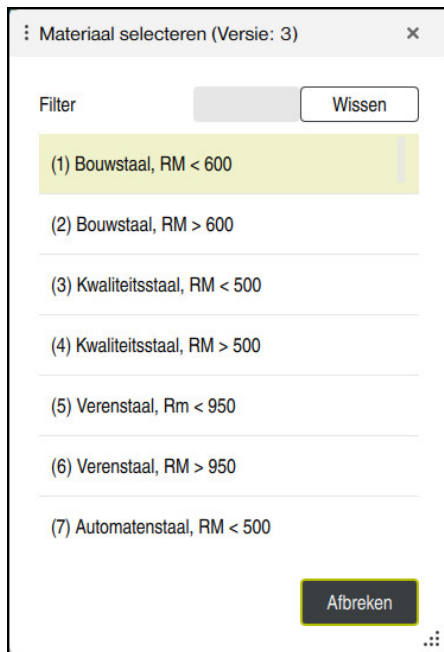 Materiaal selecteren (Versie: 3)
Filter Wissen
(1) Bouwstaal, RM < 600
(2) Bouwstaal, RM > 600
(3) Kwaliteitsstaal, RM < 500
(4) Kwaliteitsstaal, RM > 500
(5) Verenstaal, Rm < 950
(6) Verenstaal, RM > 950
(7) Automatenstaal, RM < 500
Afbreken